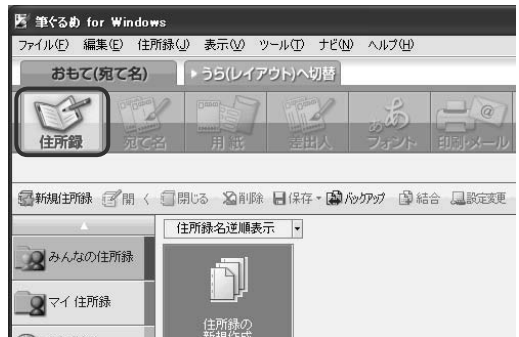 筆ぐるめ for Windows
ファイル(F) 編集(E) 住所録(J) 表示(V) ツール(T) ナビ(N) ヘルプ(H)
おもて(宛て名) うら(レイアウト)へ切替
住所録 宛て名 用紙 差出人 フォント 印刷・メール
新規住所録 開く 閉じる 削除 保存 バックアップ 結合 設定変更
住所録名逆順表示
みんなの住所録
マイ 住所録
住所録の
新規作成